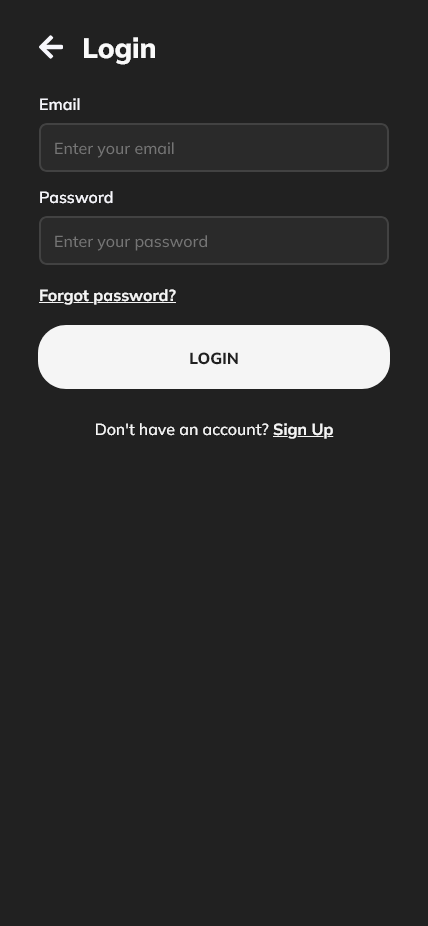 Login
Email
Enter your email
Password
Enter your password
Forgot password?
LOGIN
Don't have an account? Sign Up